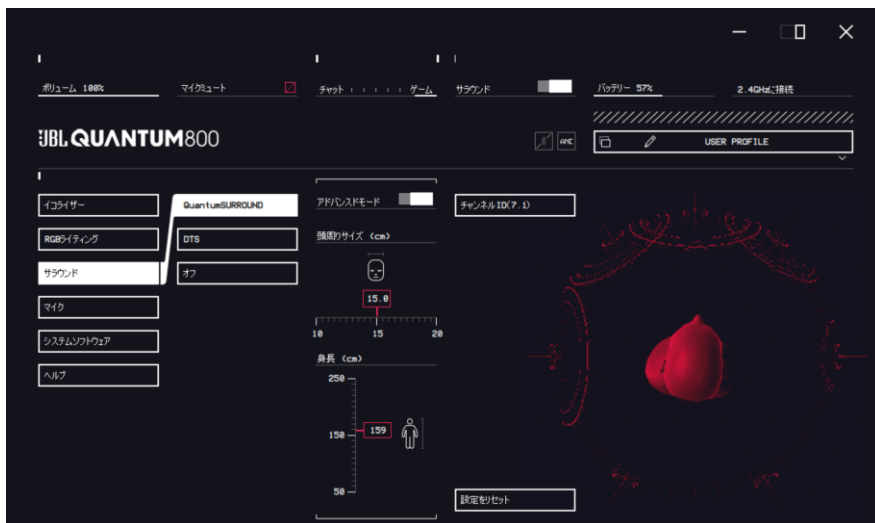 ボリューム 100%
マイクミュート
チャット
ゲーム
サラウンド
バッテリー 57%
2.4GHzに接続
JBL QUANTUM800
ANC
USER PROFILE
イコライザー
QuantumSURROUND
アドバンスドモード
チャンネルID(7.1)
RGBライティング
DTS
頭周りサイズ (cm)
サラウンド
オフ
15.0
マイク
10 15 20
システムソフトウェア
身長 (cm)
ヘルプ
250
159
150
50
設定をリセット